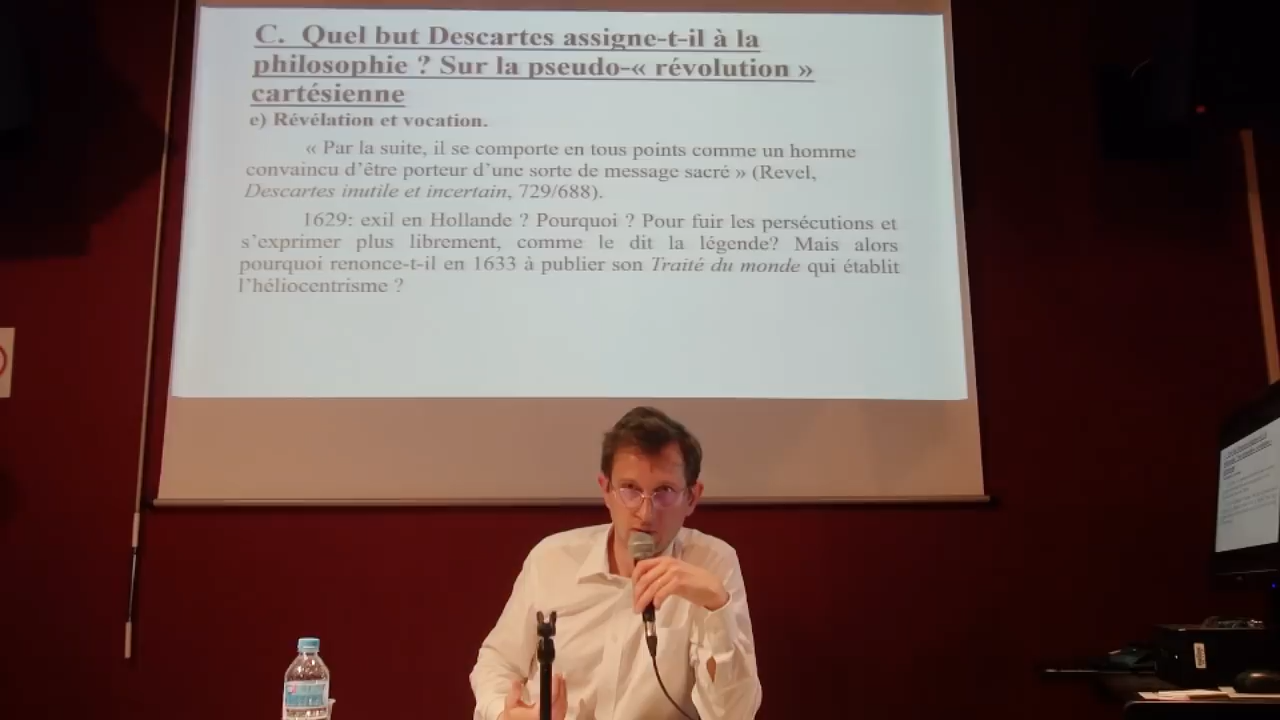 C. Quel but Descartes assigne-t-il à la
philosophie ? Sur la pseudo-« révolution »
cartésienne
e) Révélation et vocation.
« Par la suite, il se comporte en tous points comme un homme
convaincu d’être porteur d’une sorte de message sacré » (Revel,
Descartes inutile et incertain, 729/688).
1629: exil en Hollande ? Pourquoi ? Pour fuir les persécutions et
s’exprimer plus librement, comme le dit la légende? Mais alors
pourquoi renonce-t-il en 1633 à publier son Traité du monde qui établit
l’héliocentrisme ?